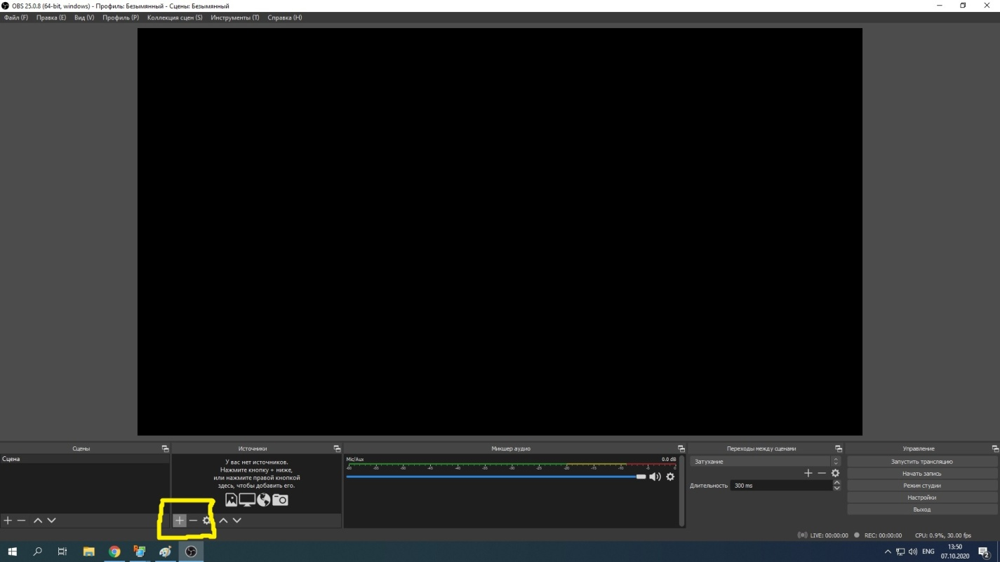 OBS 25.0.8 (64-bit, windows) - Профиль: Безымянный - Сцены: Безымянный
Файл (F) Правка (E) Вид (V) Профиль (P) Коллекция сцен (S) Инструменты (T) Справка (H)
Сцены
Сцена
Источники
У вас нет источников.
Нажмите кнопку + ниже,
или нажмите правой кнопкой
здесь, чтобы добавить его.
Микшер аудио
Mic/Aux 0.0 dB
-60 -55 -50 -45 -40 -35 -30 -25 -20 -15 -10 -5 0
Переходы между сценами
Затухание
Длительность 300 ms
Управление
Запустить трансляцию
Начать запись
Режим студии
Настройки
Выход
LIVE: 00:00:00 REC: 00:00:00 CPU: 0.9%, 30.00 fps
ENG
13:50
07.10.2020
2